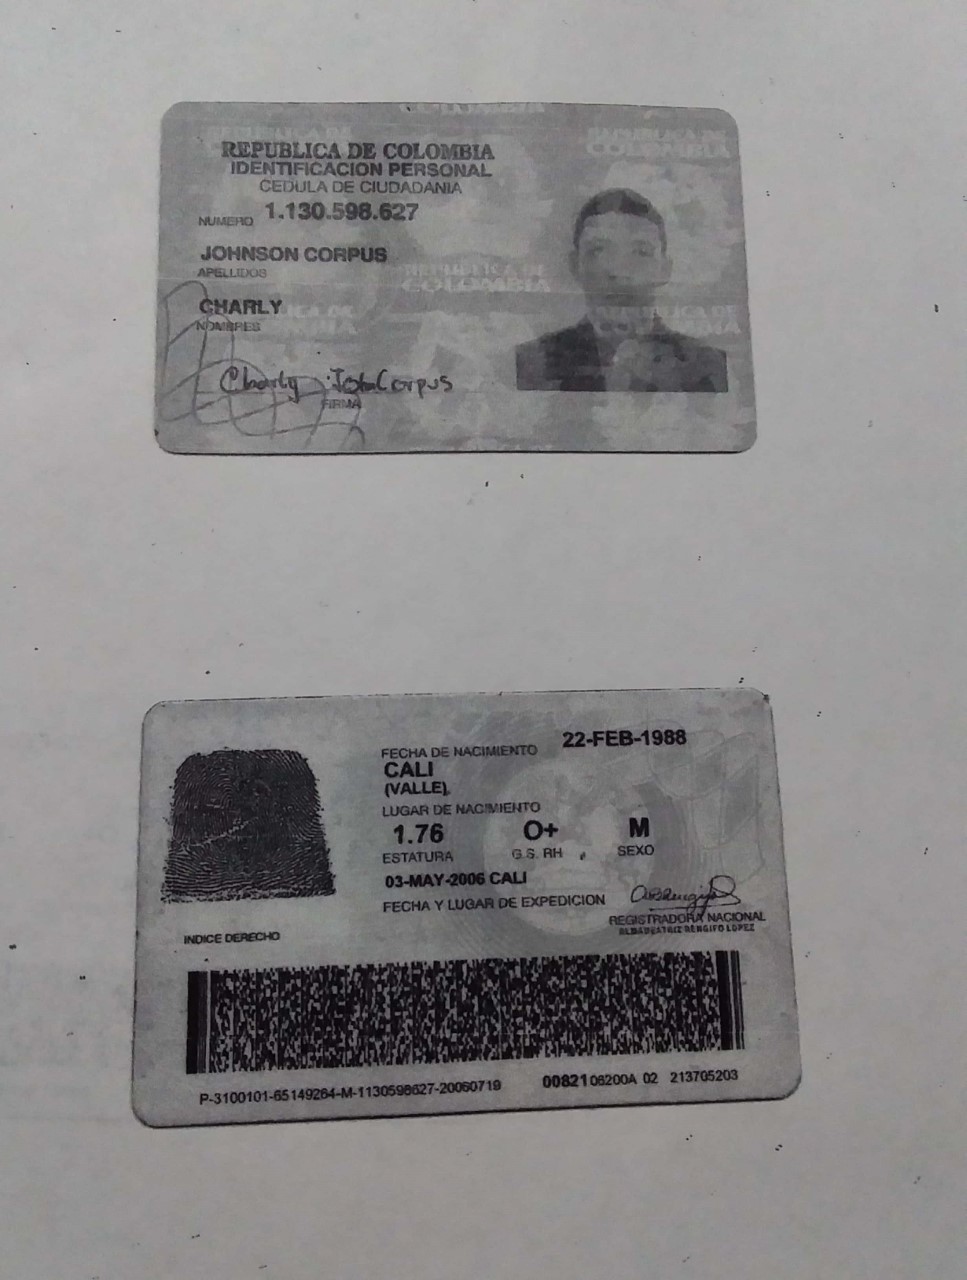 REPUBLICA DE COLOMBIA
IDENTIFICACION PERSONAL
CEDULA DE CIUDADANIA
NUMERO 1.130.598.627
JOHNSON CORPUS
APELLIDOS
CHARLY
NOMBRES
Charly
FIRMA
FECHA DE NACIMIENTO 22-FEB-1988
CALI
(VALLE)
LUGAR DE NACIMIENTO
1.76 O+ M
ESTATURA G.S. RH SEXO
03-MAY-2006 CALI
FECHA Y LUGAR DE EXPEDICION
REGISTRADORA NACIONAL
ALMABEATRIZ RENGIFO LOPEZ
INDICE DERECHO
P-3100101-65149264-M-1130598627-20060719 0082106200A 02 213705203